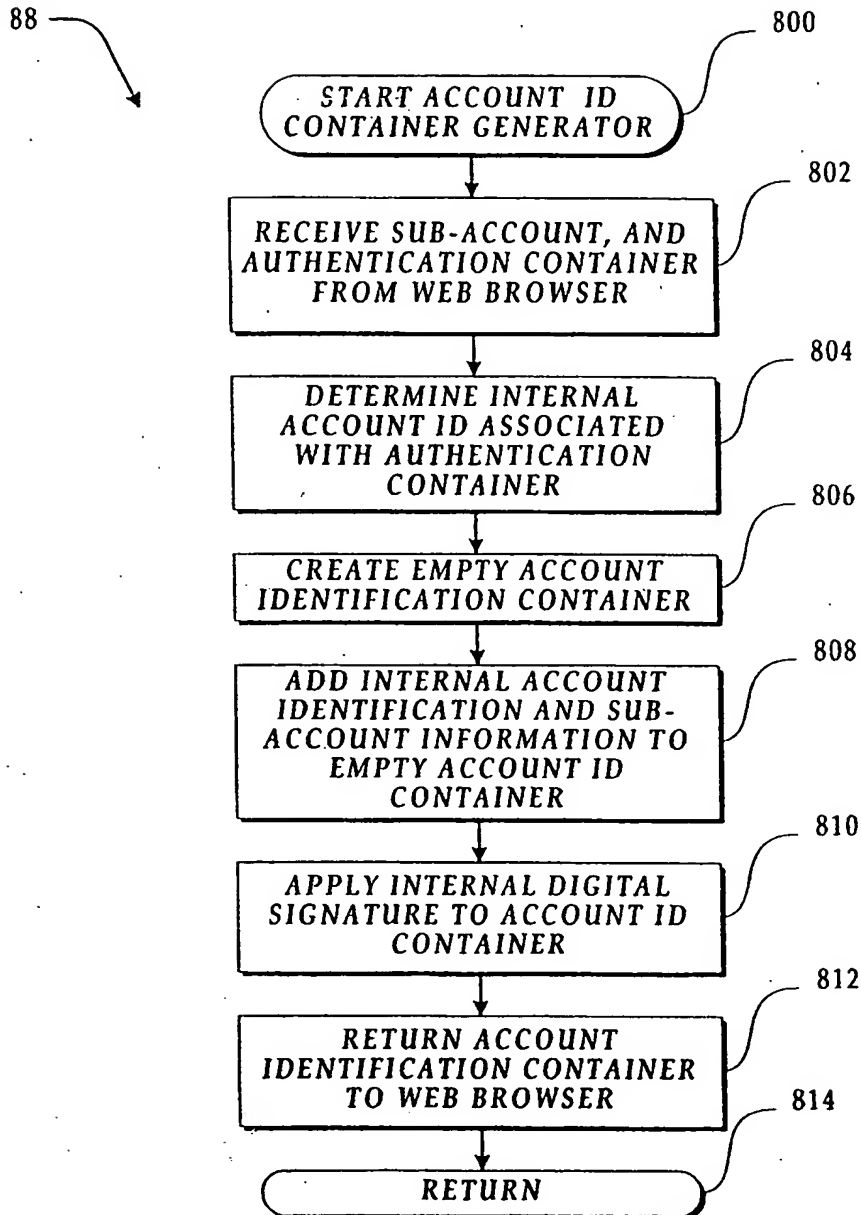 88
800
START ACCOUNT ID
CONTAINER GENERATOR
802
RECEIVE SUB-ACCOUNT, AND
AUTHENTICATION CONTAINER
FROM WEB BROWSER
804
DETERMINE INTERNAL
ACCOUNT ID ASSOCIATED
WITH AUTHENTICATION
CONTAINER
806
CREATE EMPTY ACCOUNT
IDENTIFICATION CONTAINER
808
ADD INTERNAL ACCOUNT
IDENTIFICATION AND SUB-
ACCOUNT INFORMATION TO
EMPTY ACCOUNT ID
CONTAINER
810
APPLY INTERNAL DIGITAL
SIGNATURE TO ACCOUNT ID
CONTAINER
812
RETURN ACCOUNT
IDENTIFICATION CONTAINER
TO WEB BROWSER
814
RETURN